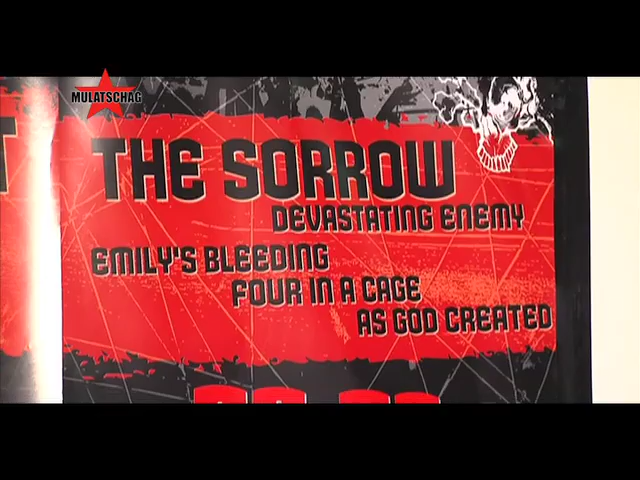 MULATSCHAG
THE SORROW
DEVASTATING ENEMY
EMILY'S BLEEDING
FOUR IN A CAGE
AS GOD CREATED